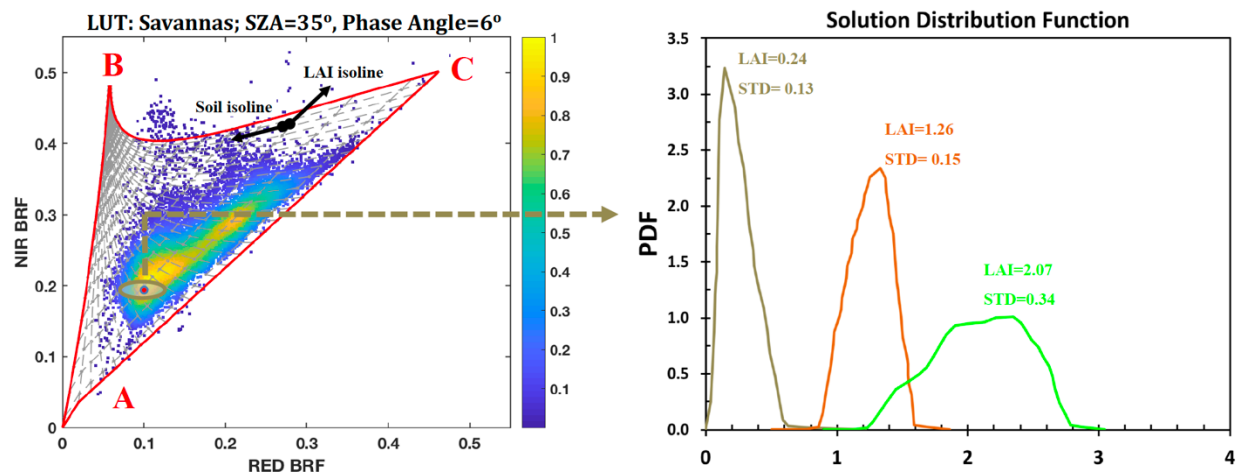 LUT: Savannas; SZA=35°, Phase Angle=6°
B
C
A
LAI isoline
Soil isoline
NIR BRF
0.5
0.4
0.3
0.2
0.1
0
0
0.1
0.2
0.3
0.4
0.5
RED BRF
1
0.9
0.8
0.7
0.6
0.5
0.4
0.3
0.2
0.1
Solution Distribution Function
PDF
3.5
3.0
2.5
2.0
1.5
1.0
0.5
0.0
0
1
2
3
4
LAI=0.24
STD= 0.13
LAI=1.26
STD= 0.15
LAI=2.07
STD=0.34